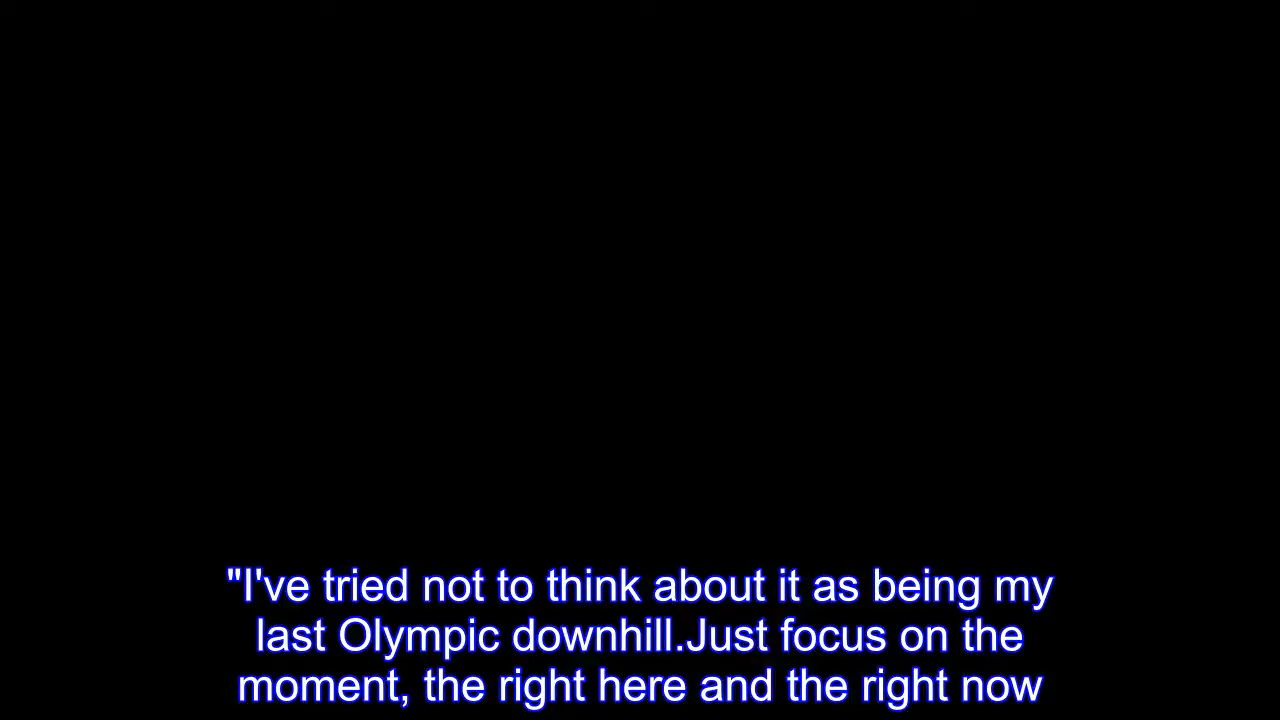 "I've tried not to think about it as being my
last Olympic downhill.Just focus on the
moment, the right here and the right now